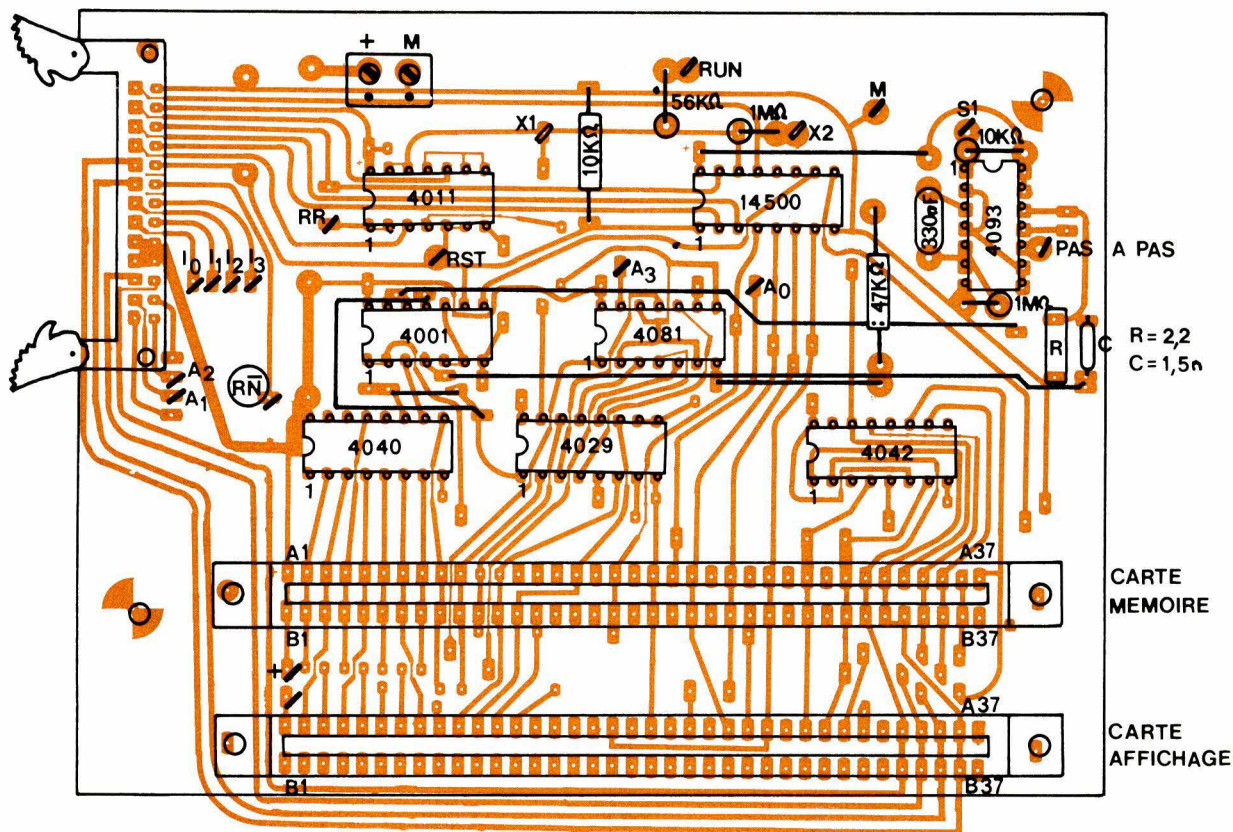 + M
RUN
56KΩ
1MΩ
X1
X2
M
S1
10KΩ
10KΩ
1
4011
1
RR
14500
1
330nF
4093
RST
PAS A PAS
I0 I1 I2 I3
A3
A0
47KΩ
1MΩ
4001
1
4081
1
R
C
R = 2,2
C = 1,5n
A2
A1
RN̅
4040
1
4029
1
4042
1
A1
A37
CARTE
MEMOIRE
B1
B37
+
A37
CARTE
AFFICHAGE
B1
B37